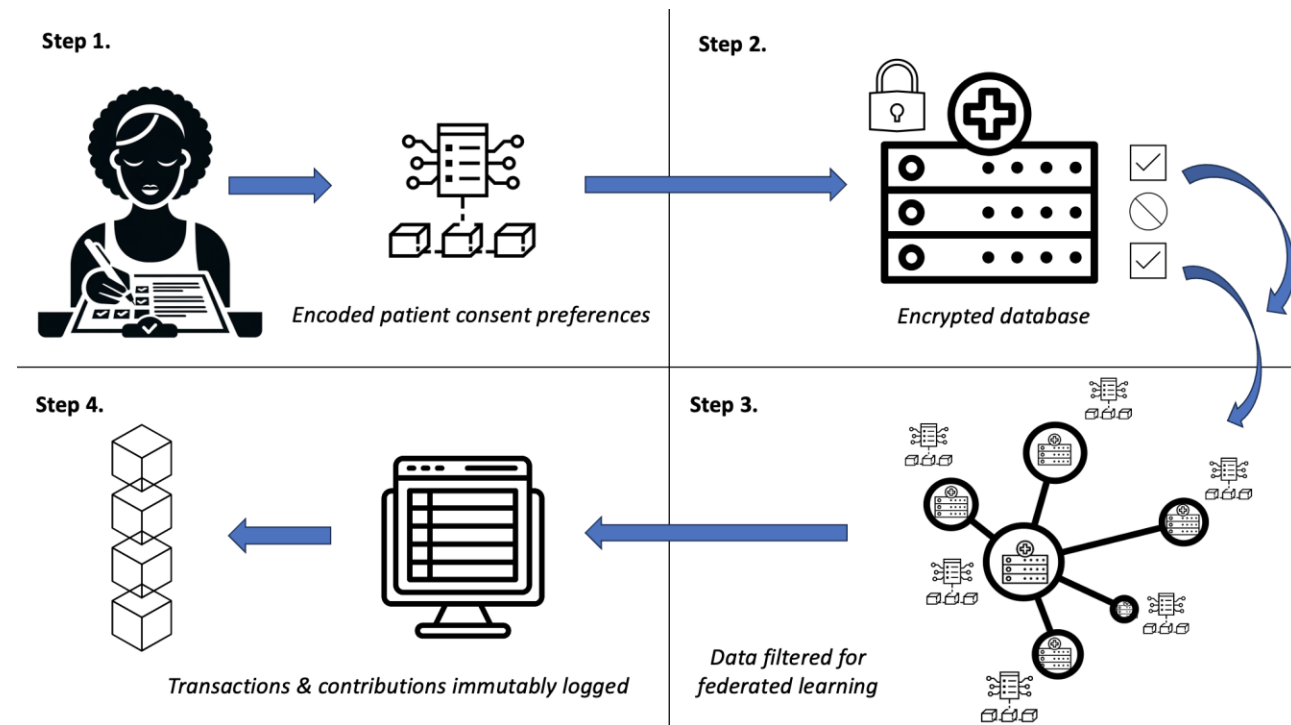 Step 1.
Encoded patient consent preferences
Step 2.
Encrypted database
Step 3.
Data filtered for
federated learning
Step 4.
Transactions & contributions immutably logged